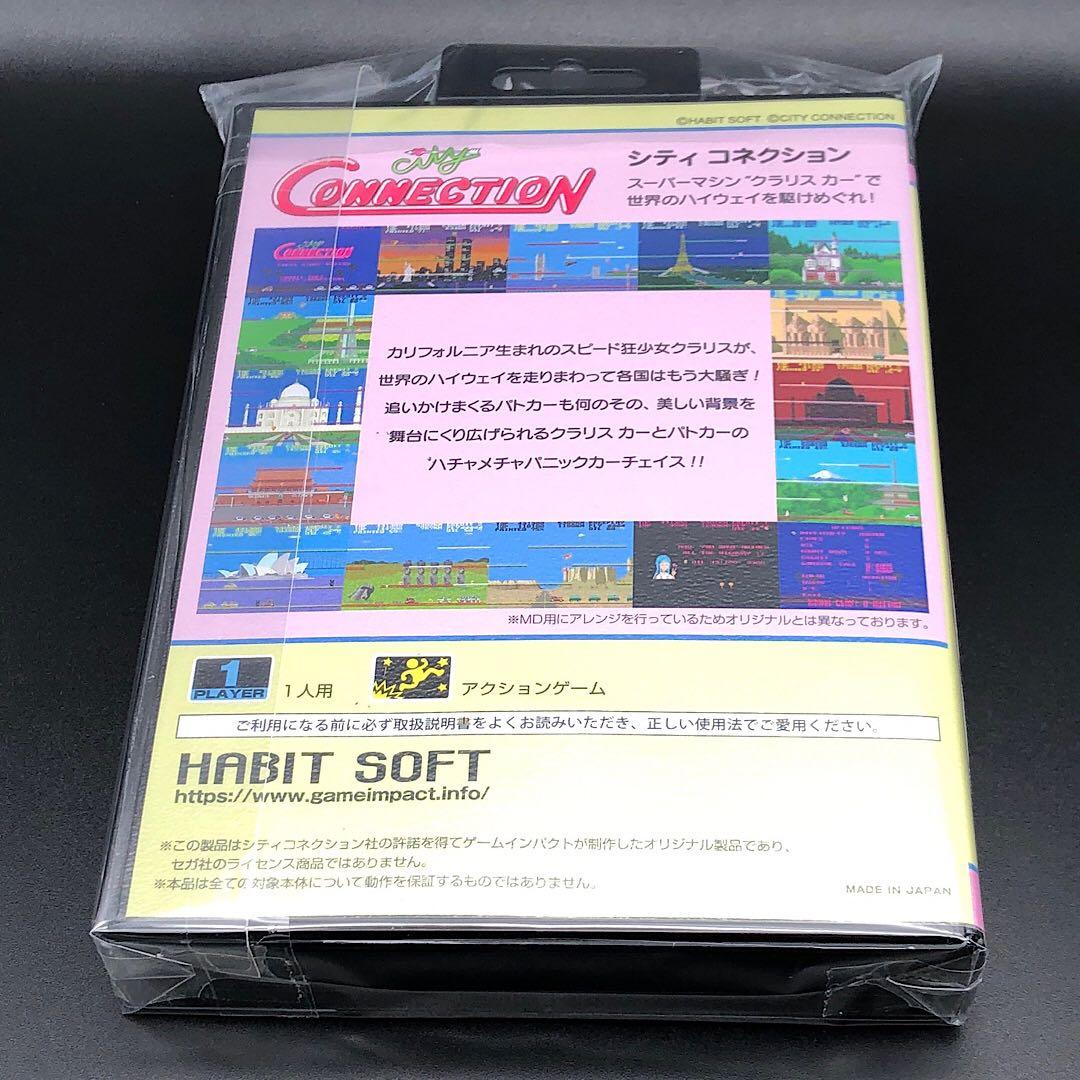 ©HABIT SOFT ©CITY CONNECTION
City
CONNECTION
シティ コネクション
スーパーマシン"クラリス カー"で
世界のハイウェイを駆けめぐれ!
City
CONNECTION
カリフォルニア生まれのスピード狂少女クラリスが、
世界のハイウェイを走りまわって各国はもう大騒ぎ!
追いかけまくるパトカーも何のその、美しい背景を
舞台にくり広げられるクラリス カーとパトカーの
ハチャメチャパニックカーチェイス!!
※MD用にアレンジを行っているためオリジナルとは異なっております。
1
PLAYER
1人用
アクションゲーム
ご利用になる前に必ず取扱説明書をよくお読みいただき、正しい使用法でご愛用ください。
HABIT SOFT
https://www.gameimpact.info/
※この製品はシティコネクション社の許諾を得てゲームインパクトが制作したオリジナル製品であり、
セガ社のライセンス商品ではありません。
※本品は全ての対象本体について動作を保証するものではありません。
MADE IN JAPAN